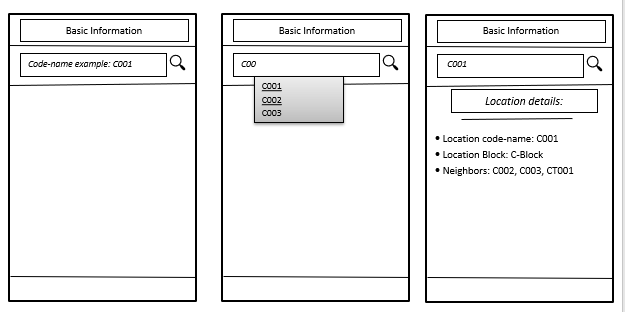 Basic Information
Code-name example: C001
Basic Information
C00
C001
C002
C003
Basic Information
C001
Location details:
• Location code-name: C001
• Location Block: C-Block
• Neighbors: C002, C003, CT001